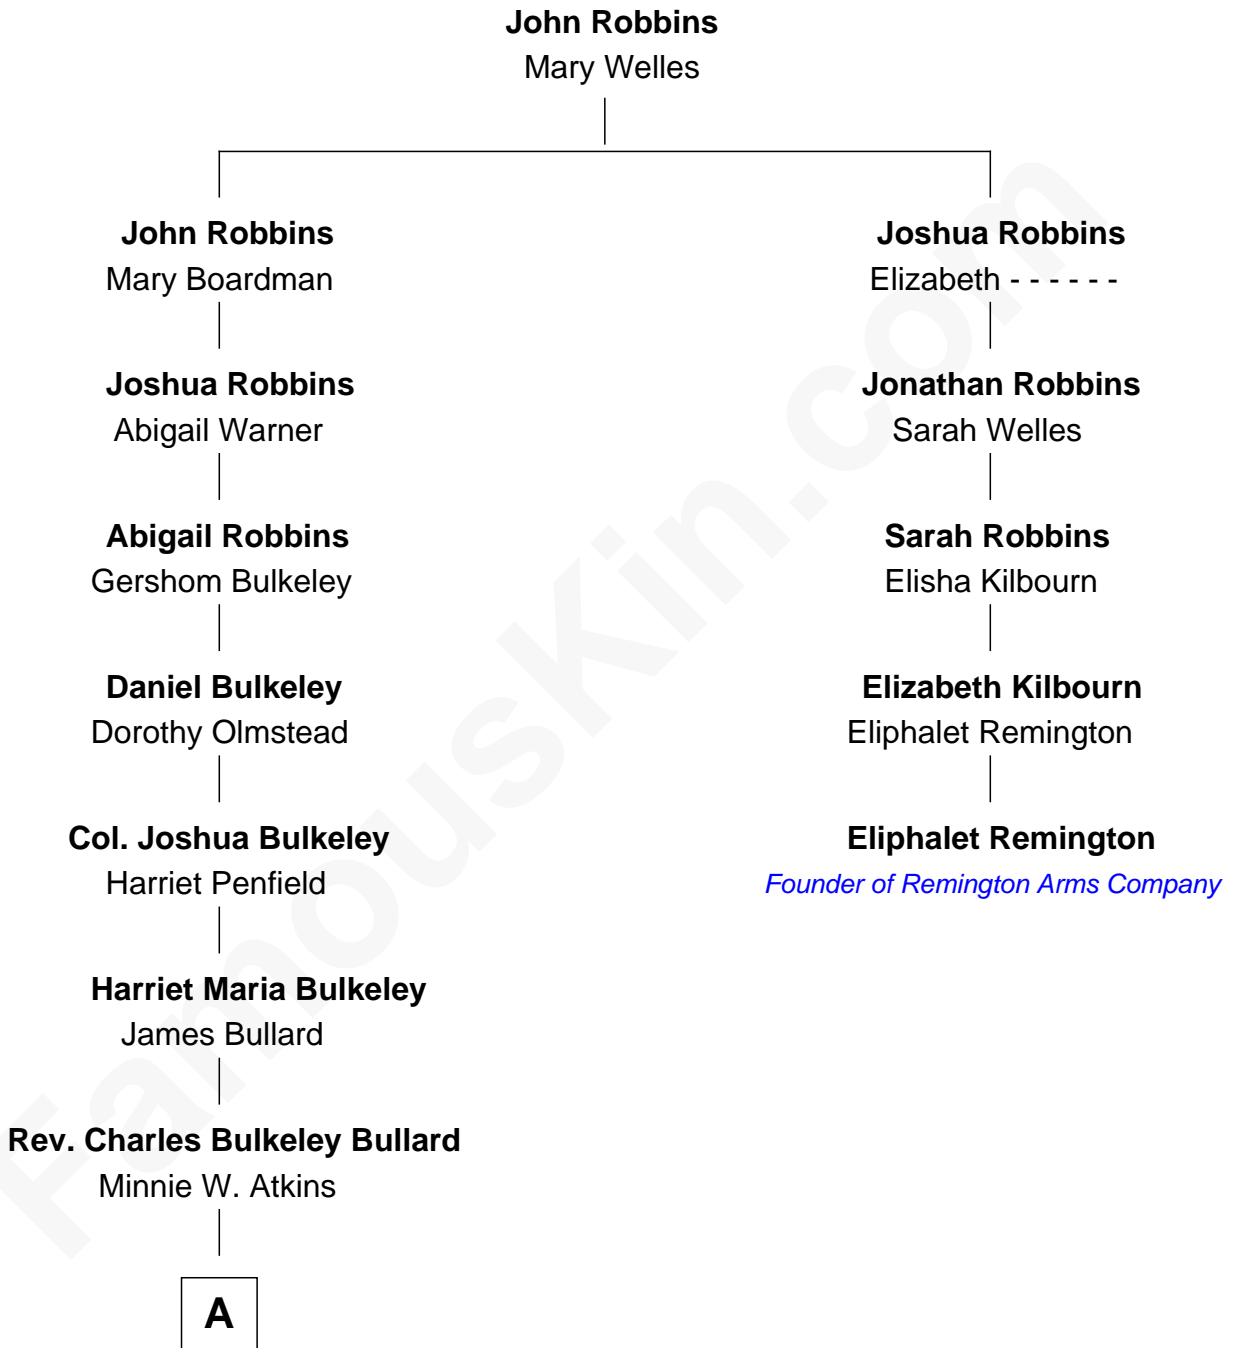 John Robbins
Mary Welles
John Robbins
Mary Boardman
Joshua Robbins
Elizabeth - - - - - -
Joshua Robbins
Abigail Warner
Jonathan Robbins
Sarah Welles
Abigail Robbins
Gershom Bulkeley
Sarah Robbins
Elisha Kilbourn
Daniel Bulkeley
Dorothy Olmstead
Elizabeth Kilbourn
Eliphalet Remington
Col. Joshua Bulkeley
Harriet Penfield
Eliphalet Remington
Founder of Remington Arms Company
Harriet Maria Bulkeley
James Bullard
Rev. Charles Bulkeley Bullard
Minnie W. Atkins
A
FamousKin.com